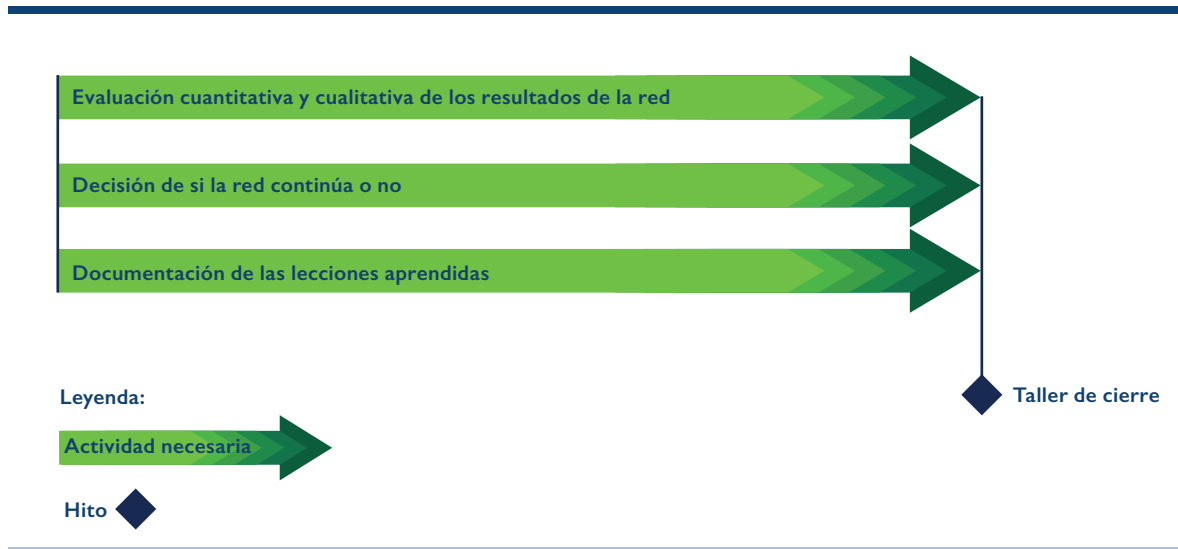 Evaluación cuantitativa y cualitativa de los resultados de la red
Decisión de si la red continúa o no
Documentación de las lecciones aprendidas
Taller de cierre
Leyenda:
Actividad necesaria
Hito